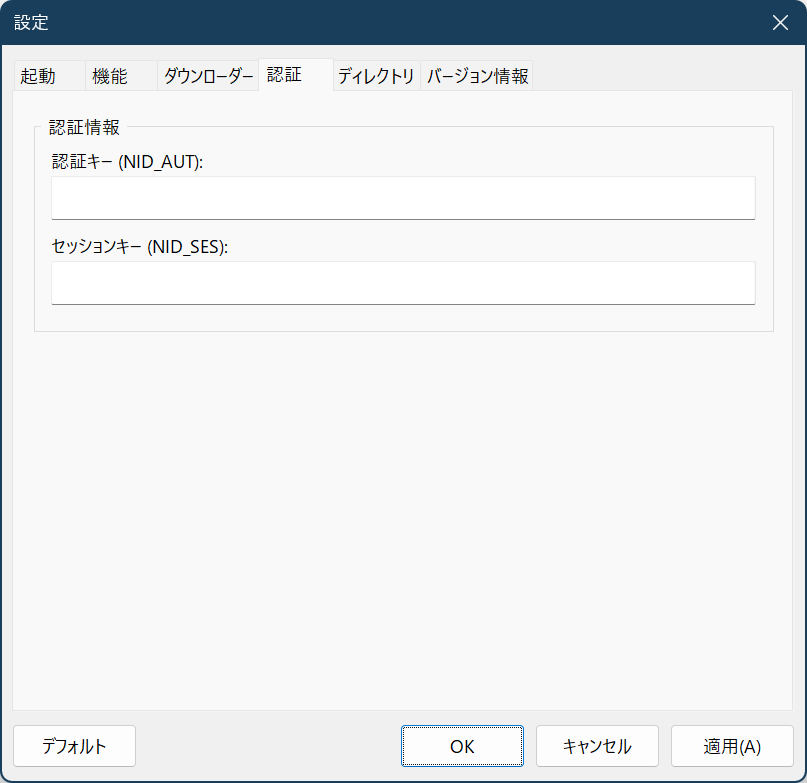 設定
起動 機能 ダウンローダー 認証 ディレクトリ バージョン情報
認証情報
認証キー (NID_AUT):
セッションキー (NID_SES):
デフォルト OK キャンセル 適用(A)